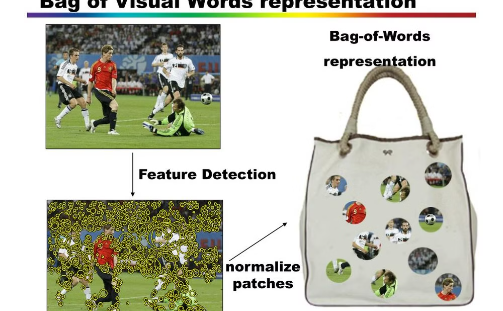 Bag of Visual Words representation
Bag-of-Words
representation
Feature Detection
normalize
patches